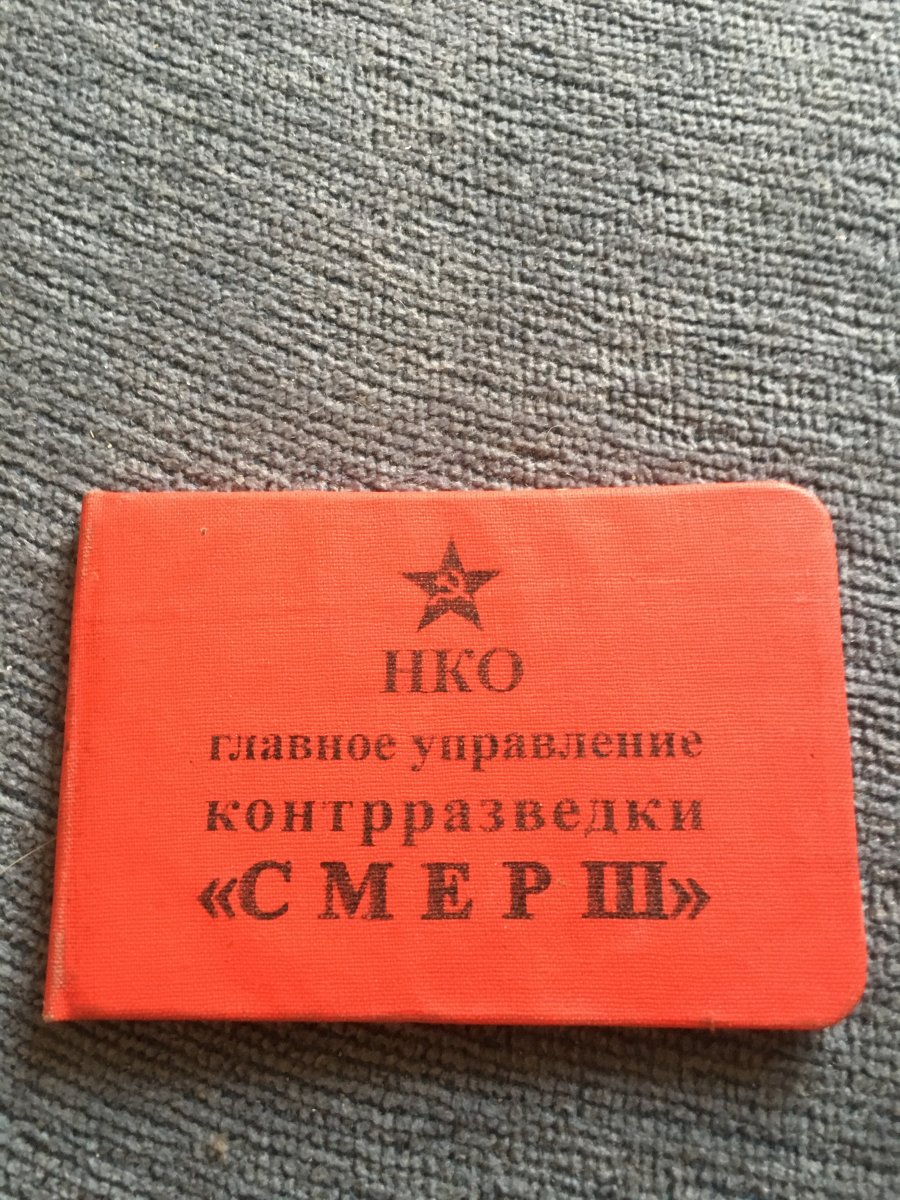 НКО
главное управление
контрразведки
«СМЕРШ»